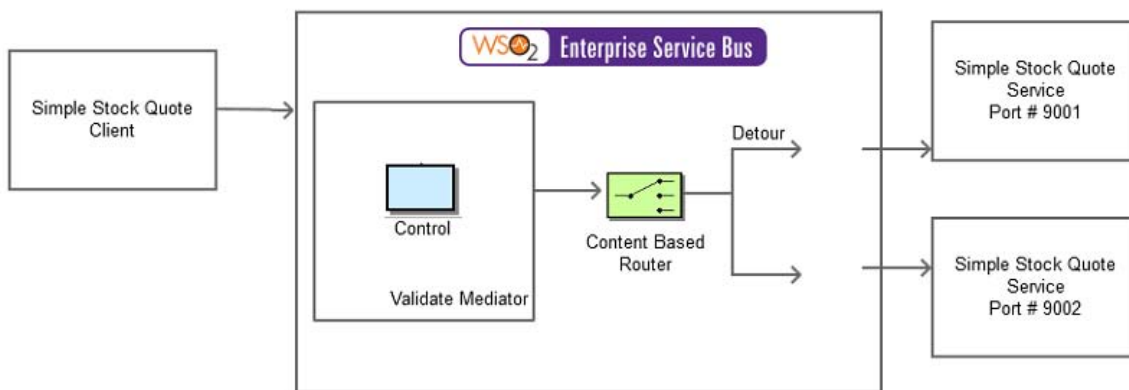 WSO2 Enterprise Service Bus
Simple Stock Quote
Client
Control
Validate Mediator
Content Based
Router
Detour
Simple Stock Quote
Service
Port # 9001
Simple Stock Quote
Service
Port # 9002